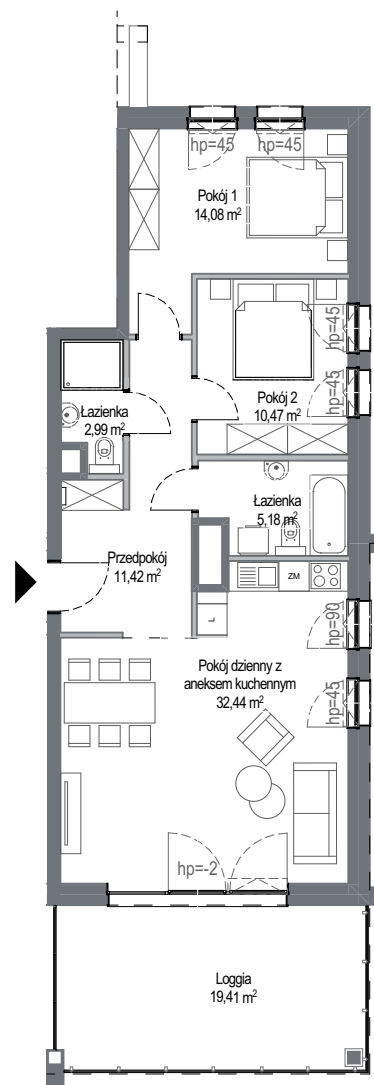 hp=45
hp=45
Pokój 1
14,08 m²
hp=45
hp=45
Pokój 2
10,47 m²
Łazienka
2,99 m²
Łazienka
5,18 m²
Przedpokój
11,42 m²
ZM
L
hp=90
hp=45
Pokój dzienny z
aneksem kuchennym
32,44 m²
hp=-2
Loggia
19,41 m²